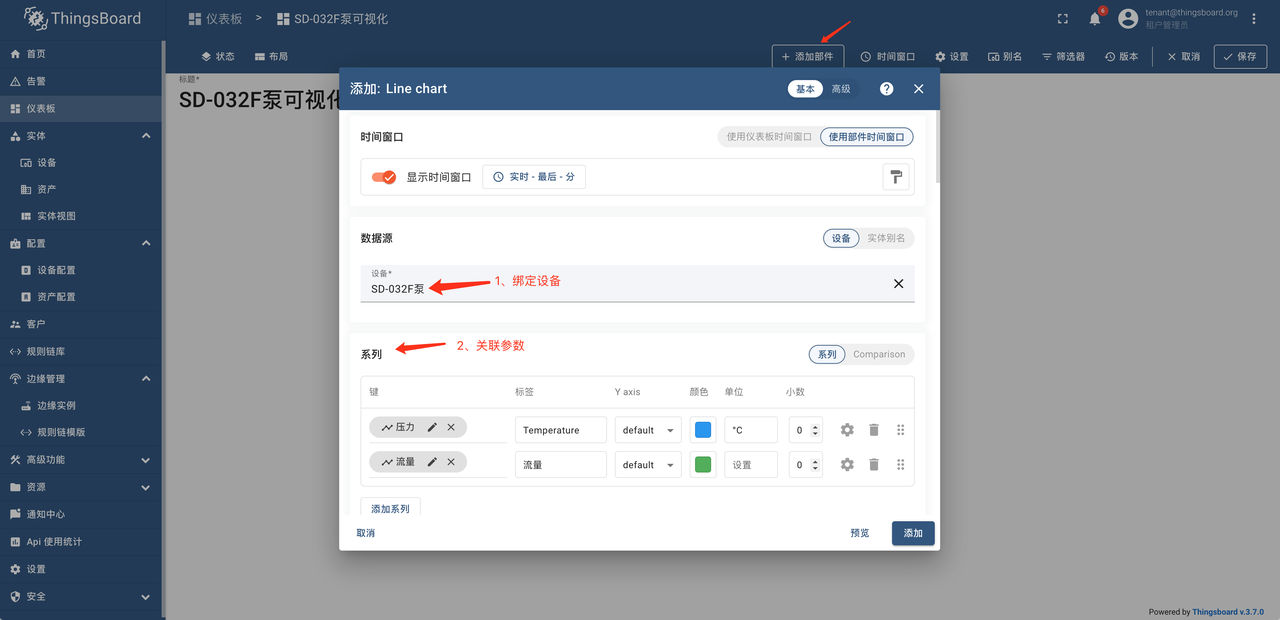 ThingsBoard
仪表板 > SD-032F泵可视化
6
tenant@thingsboard.org
租户管理员
首页
告警
仪表板
实体
设备
资产
实体视图
配置
设备配置
资产配置
客户
规则链库
边缘管理
边缘实例
规则链模版
高级功能
资源
通知中心
Api 使用统计
设置
安全
状态 布局 + 添加部件 时间窗口 设置 别名 筛选器 版本 取消 保存
标题*
SD-032F泵可视化
添加: Line chart 基本 高级 ?
时间窗口 使用仪表板时间窗口 使用部件时间窗口
显示时间窗口 实时 - 最后 - 分
数据源 设备 实体别名
设备*
SD-032F泵
1、绑定设备
系列 系列 Comparison
2、关联参数
键 标签 Y axis 颜色 单位 小数
压力 Temperature default °C 0
流量 流量 default 设置 0
添加系列
取消 预览 添加
Powered by Thingsboard v.3.7.0